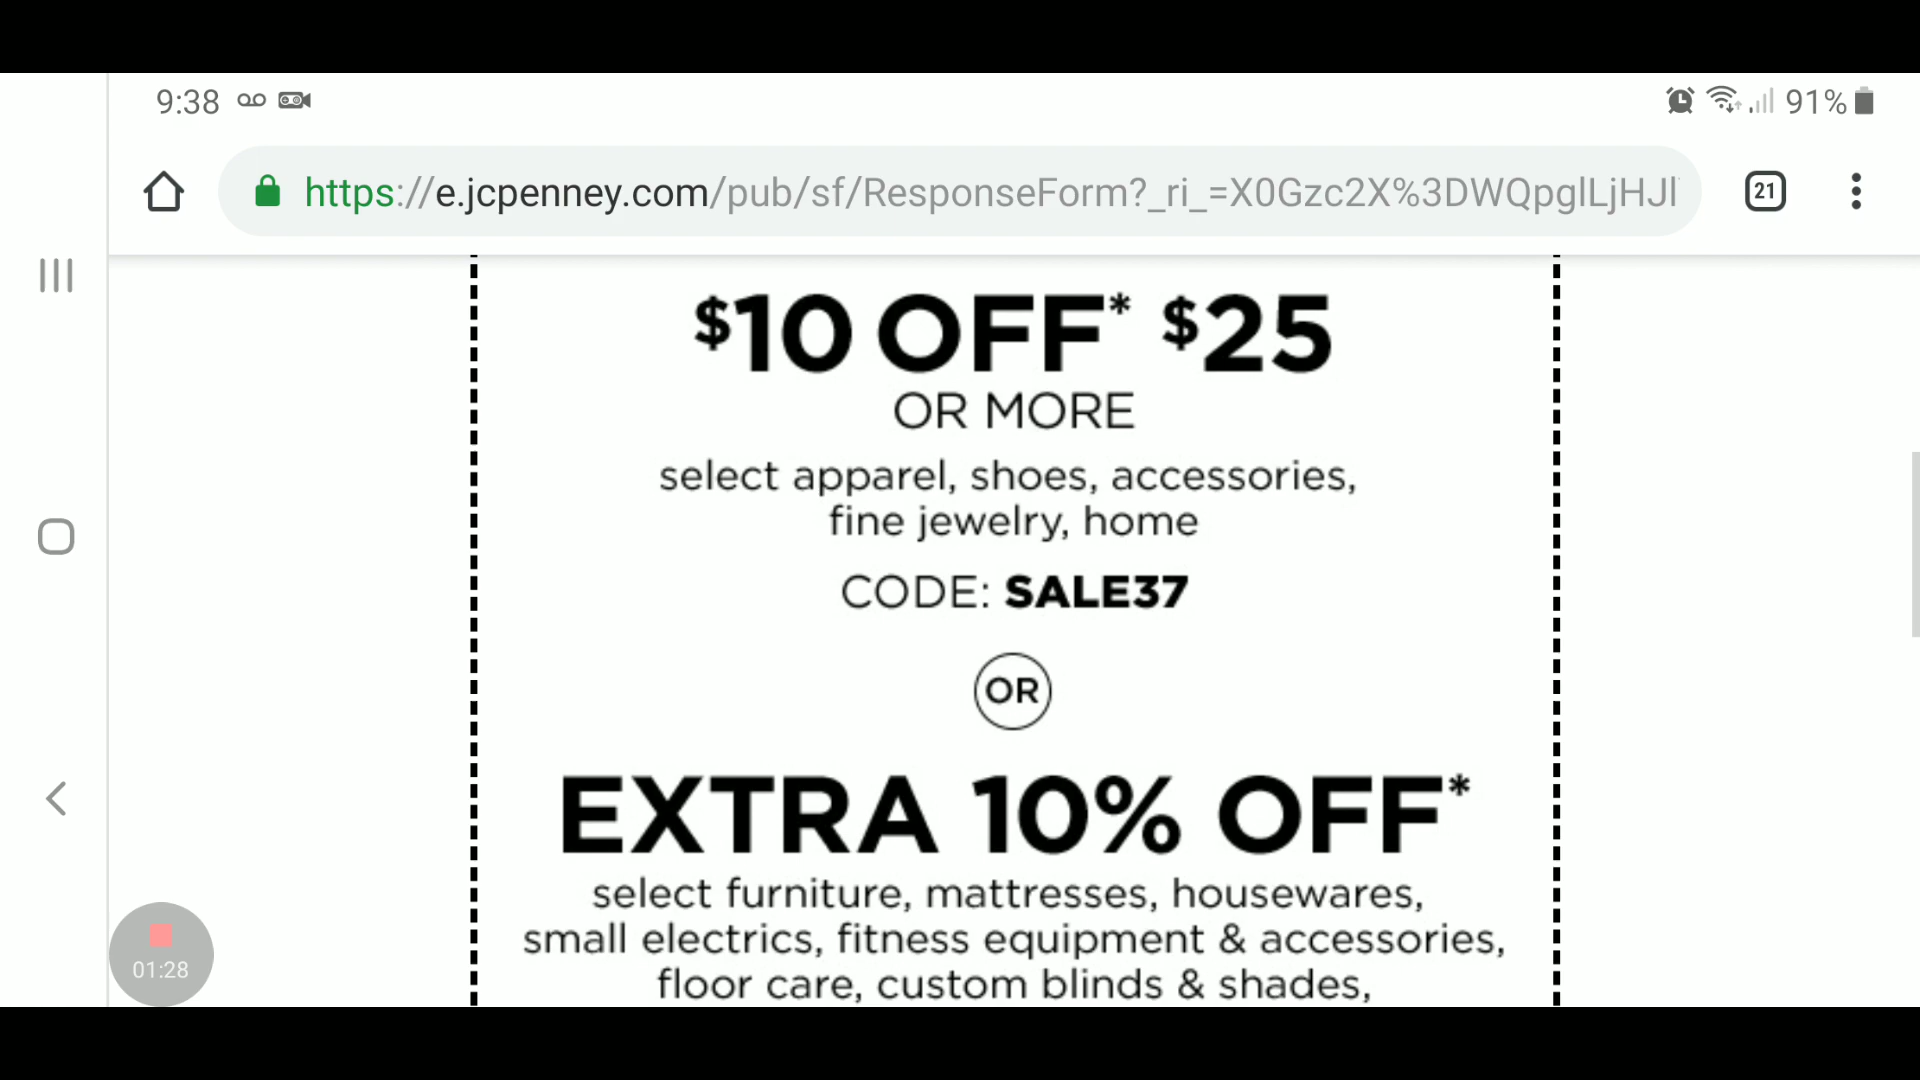 9:38
91%
https://e.jcpenney.com/pub/sf/ResponseForm?_ri_=X0Gzc2X%3DWQpglLjHJl
21
$10 OFF* $25
OR MORE
select apparel, shoes, accessories,
fine jewelry, home
CODE: SALE37
OR
EXTRA 10% OFF*
select furniture, mattresses, housewares,
small electrics, fitness equipment & accessories,
floor care, custom blinds & shades,
01:28